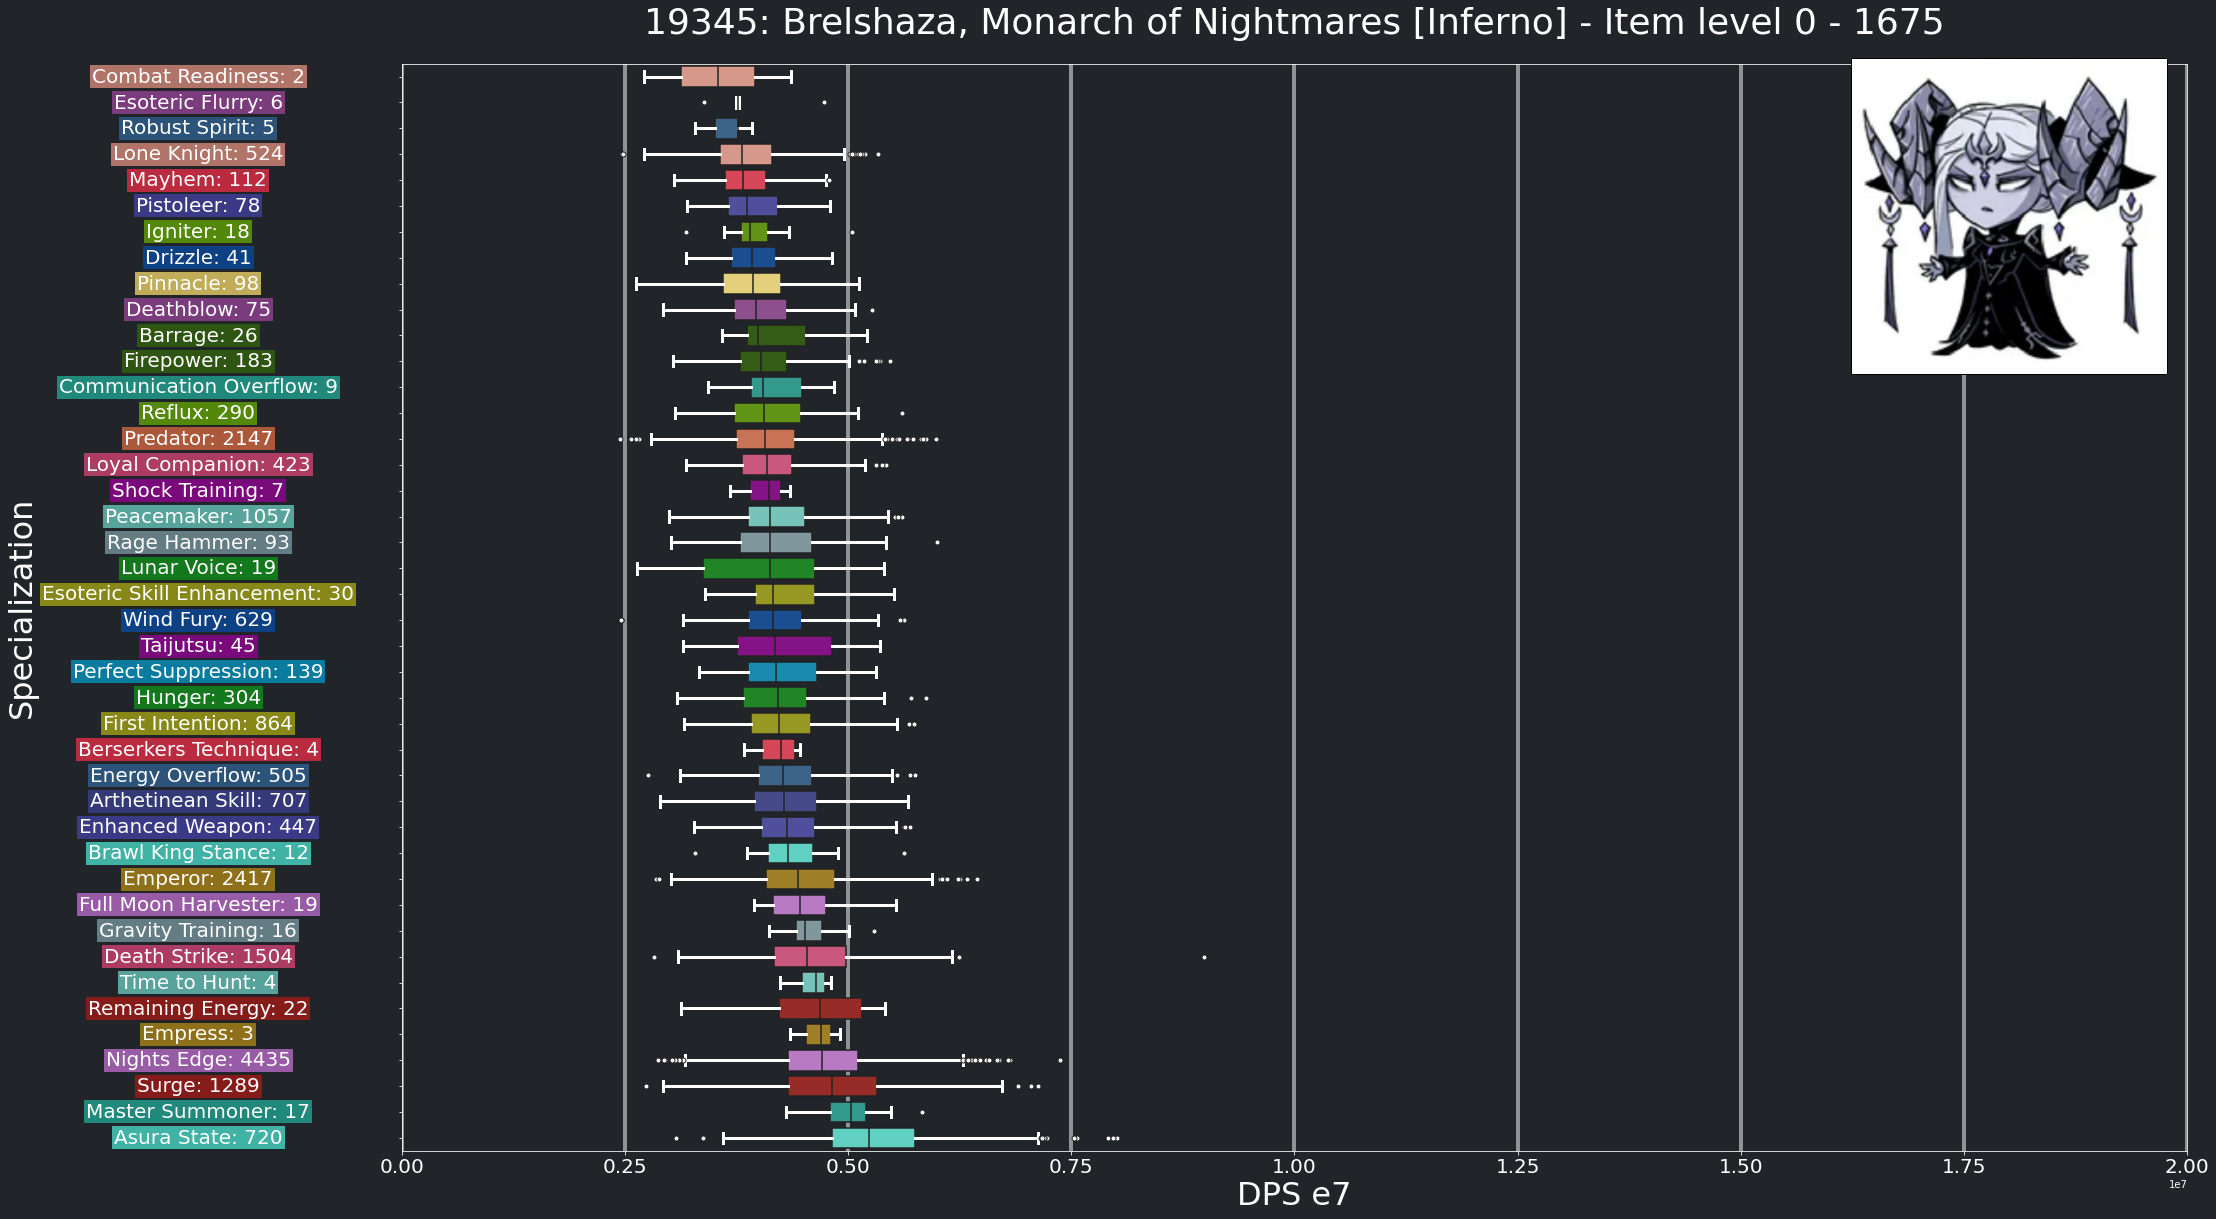 19345: Brelshaza, Monarch of Nightmares [Inferno] - Item level 0 - 1675
Combat Readiness: 2
Esoteric Flurry: 6
Robust Spirit: 5
Lone Knight: 524
Mayhem: 112
Pistoleer: 78
Igniter: 18
Drizzle: 41
Pinnacle: 98
Deathblow: 75
Barrage: 26
Firepower: 183
Communication Overflow: 9
Reflux: 290
Predator: 2147
Loyal Companion: 423
Shock Training: 7
Peacemaker: 1057
Rage Hammer: 93
Lunar Voice: 19
Esoteric Skill Enhancement: 30
Wind Fury: 629
Taijutsu: 45
Perfect Suppression: 139
Hunger: 304
First Intention: 864
Berserkers Technique: 4
Energy Overflow: 505
Arthetinean Skill: 707
Enhanced Weapon: 447
Brawl King Stance: 12
Emperor: 2417
Full Moon Harvester: 19
Gravity Training: 16
Death Strike: 1504
Time to Hunt: 4
Remaining Energy: 22
Empress: 3
Nights Edge: 4435
Surge: 1289
Master Summoner: 17
Asura State: 720
Specialization
0.00 0.25 0.50 0.75 1.00 1.25 1.50 1.75 2.00
1e7
DPS e7